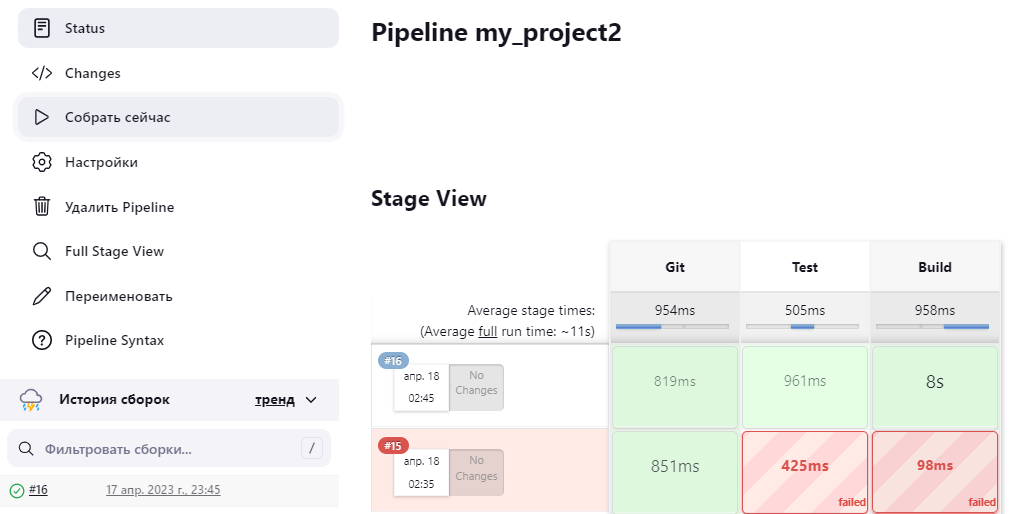 Status
Changes
Собрать сейчас
Настройки
Удалить Pipeline
Full Stage View
Переименовать
Pipeline Syntax
История сборок
тренд
Фильтровать сборки...
/
#16
17 апр. 2023 г., 23:45
Pipeline my_project2
Stage View
Git
Test
Build
Average stage times:
(Average full run time: ~11s)
954ms
505ms
958ms
#16
апр. 18
02:45
No
Changes
819ms
961ms
8s
#15
апр. 18
02:35
No
Changes
851ms
425ms
failed
98ms
failed